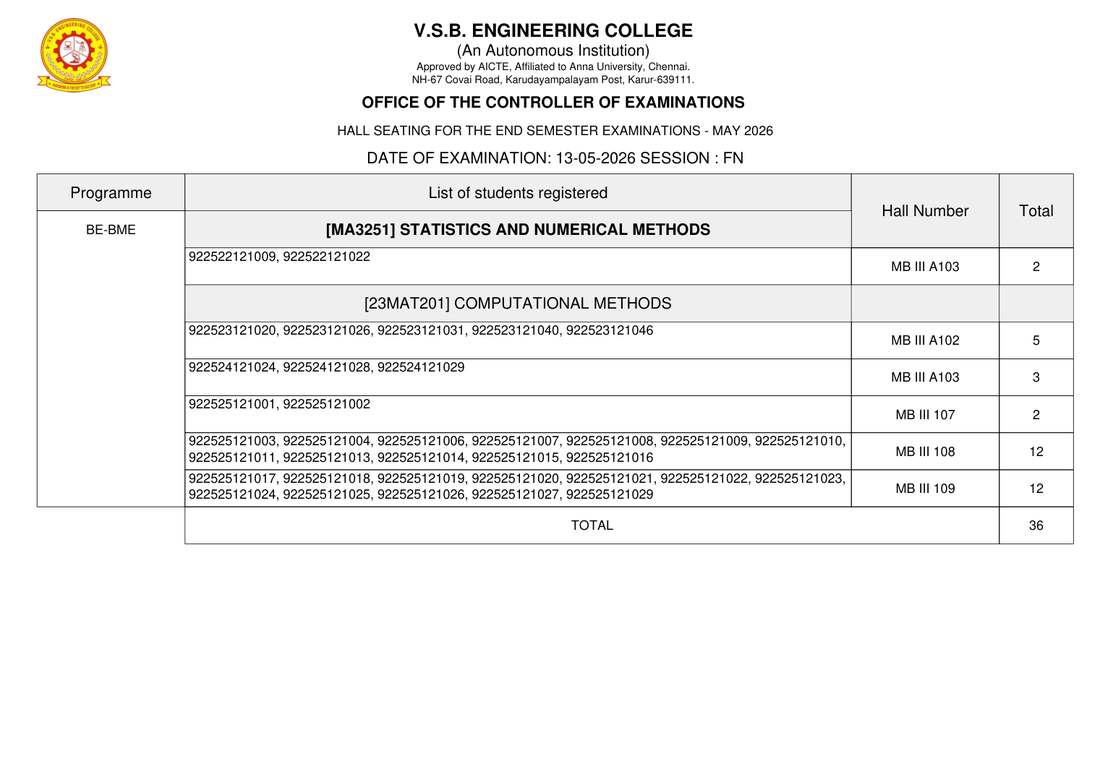 V.S.B. ENGINEERING COLLEGE
(An Autonomous Institution)
Approved by AICTE, Affiliated to Anna University, Chennai.
NH-67 Covai Road, Karudayampalayam Post, Karur-639111.
OFFICE OF THE CONTROLLER OF EXAMINATIONS
HALL SEATING FOR THE END SEMESTER EXAMINATIONS - MAY 2026
DATE OF EXAMINATION: 13-05-2026 SESSION : FN
Programme List of students registered Hall Number Total
BE-BME [MA3251] STATISTICS AND NUMERICAL METHODS
922522121009, 922522121022 MB III A103 2
[23MAT201] COMPUTATIONAL METHODS
922523121020, 922523121026, 922523121031, 922523121040, 922523121046 MB III A102 5
922524121024, 922524121028, 922524121029 MB III A103 3
922525121001, 922525121002 MB III 107 2
922525121003, 922525121004, 922525121006, 922525121007, 922525121008, 922525121009, 922525121010,
922525121011, 922525121013, 922525121014, 922525121015, 922525121016 MB III 108 12
922525121017, 922525121018, 922525121019, 922525121020, 922525121021, 922525121022, 922525121023,
922525121024, 922525121025, 922525121026, 922525121027, 922525121029 MB III 109 12
TOTAL 36